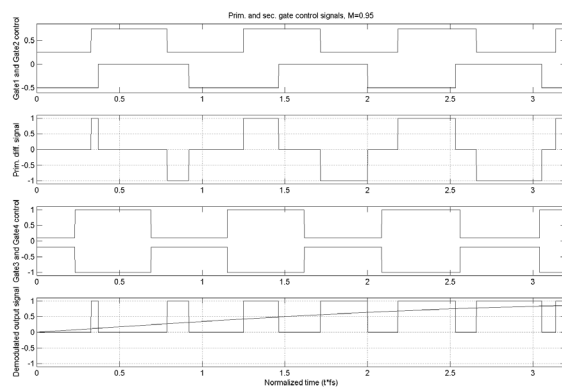 Prim. and sec. gate control signals, M=0.95
Gate1 and Gate2 control
0.5
0
-0.5
0 0.5 1 1.5 2 2.5 3
Prim. diff. signal
1
0.5
0
-0.5
-1
0 0.5 1 1.5 2 2.5 3
Gate3 and Gate4 control
1
0.5
0
-0.5
-1
0 0.5 1 1.5 2 2.5 3
Demodulated output signal
1
0.5
0
-0.5
-1
0 0.5 1 1.5 2 2.5 3
Normalized time (t*fs)